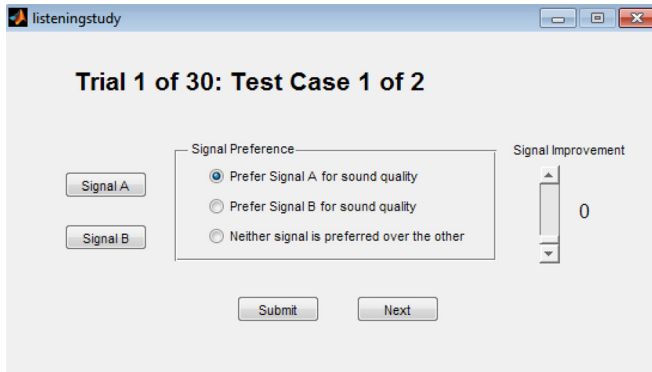 listeningstudy
Trial 1 of 30: Test Case 1 of 2
Signal A
Signal B
Signal Preference
Prefer Signal A for sound quality
Prefer Signal B for sound quality
Neither signal is preferred over the other
Signal Improvement
0
Submit
Next